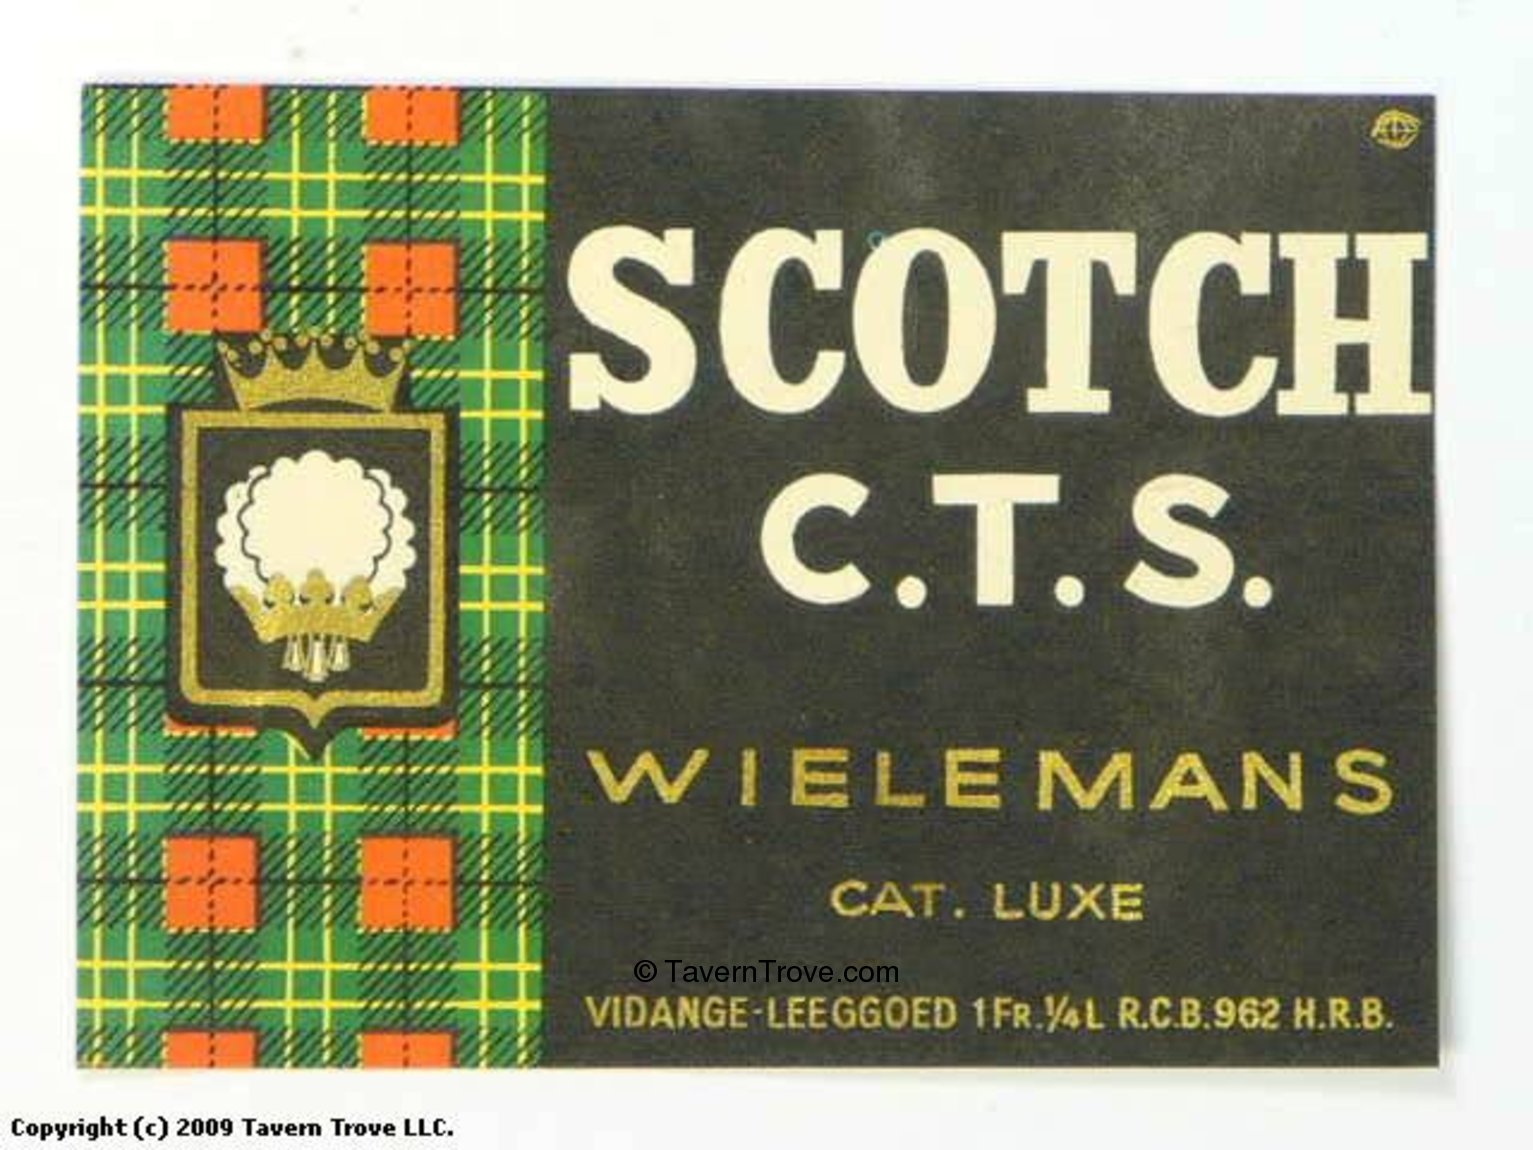 SCOTCH
C.T.S.
WIELEMANS
CAT. LUXE
© TavernTrove.com
VIDANGE-LEEGGOED 1FR.¼L R.C.B.962 H.R.B.
Copyright (c) 2009 Tavern Trove LLC.